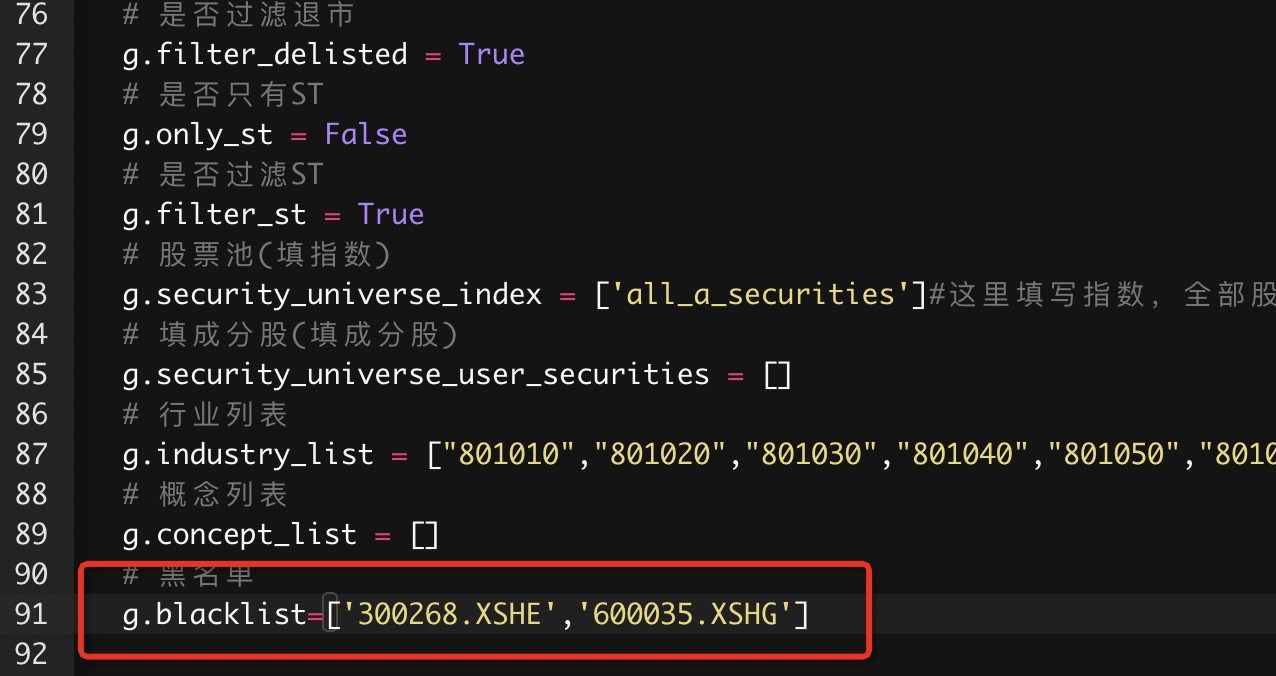 76 # 是否过滤退市
77 g.filter_delisted = True
78 # 是否只有ST
79 g.only_st = False
80 # 是否过滤ST
81 g.filter_st = True
82 # 股票池(填指数)
83 g.security_universe_index = ['all_a_securities']#这里填写指数, 全部股
84 # 填成分股(填成分股)
85 g.security_universe_user_securities = []
86 # 行业列表
87 g.industry_list = ["801010","801020","801030","801040","801050","8010
88 # 概念列表
89 g.concept_list = []
90 # 黑名单
91 g.blacklist=['300268.XSHE','600035.XSHG']
92